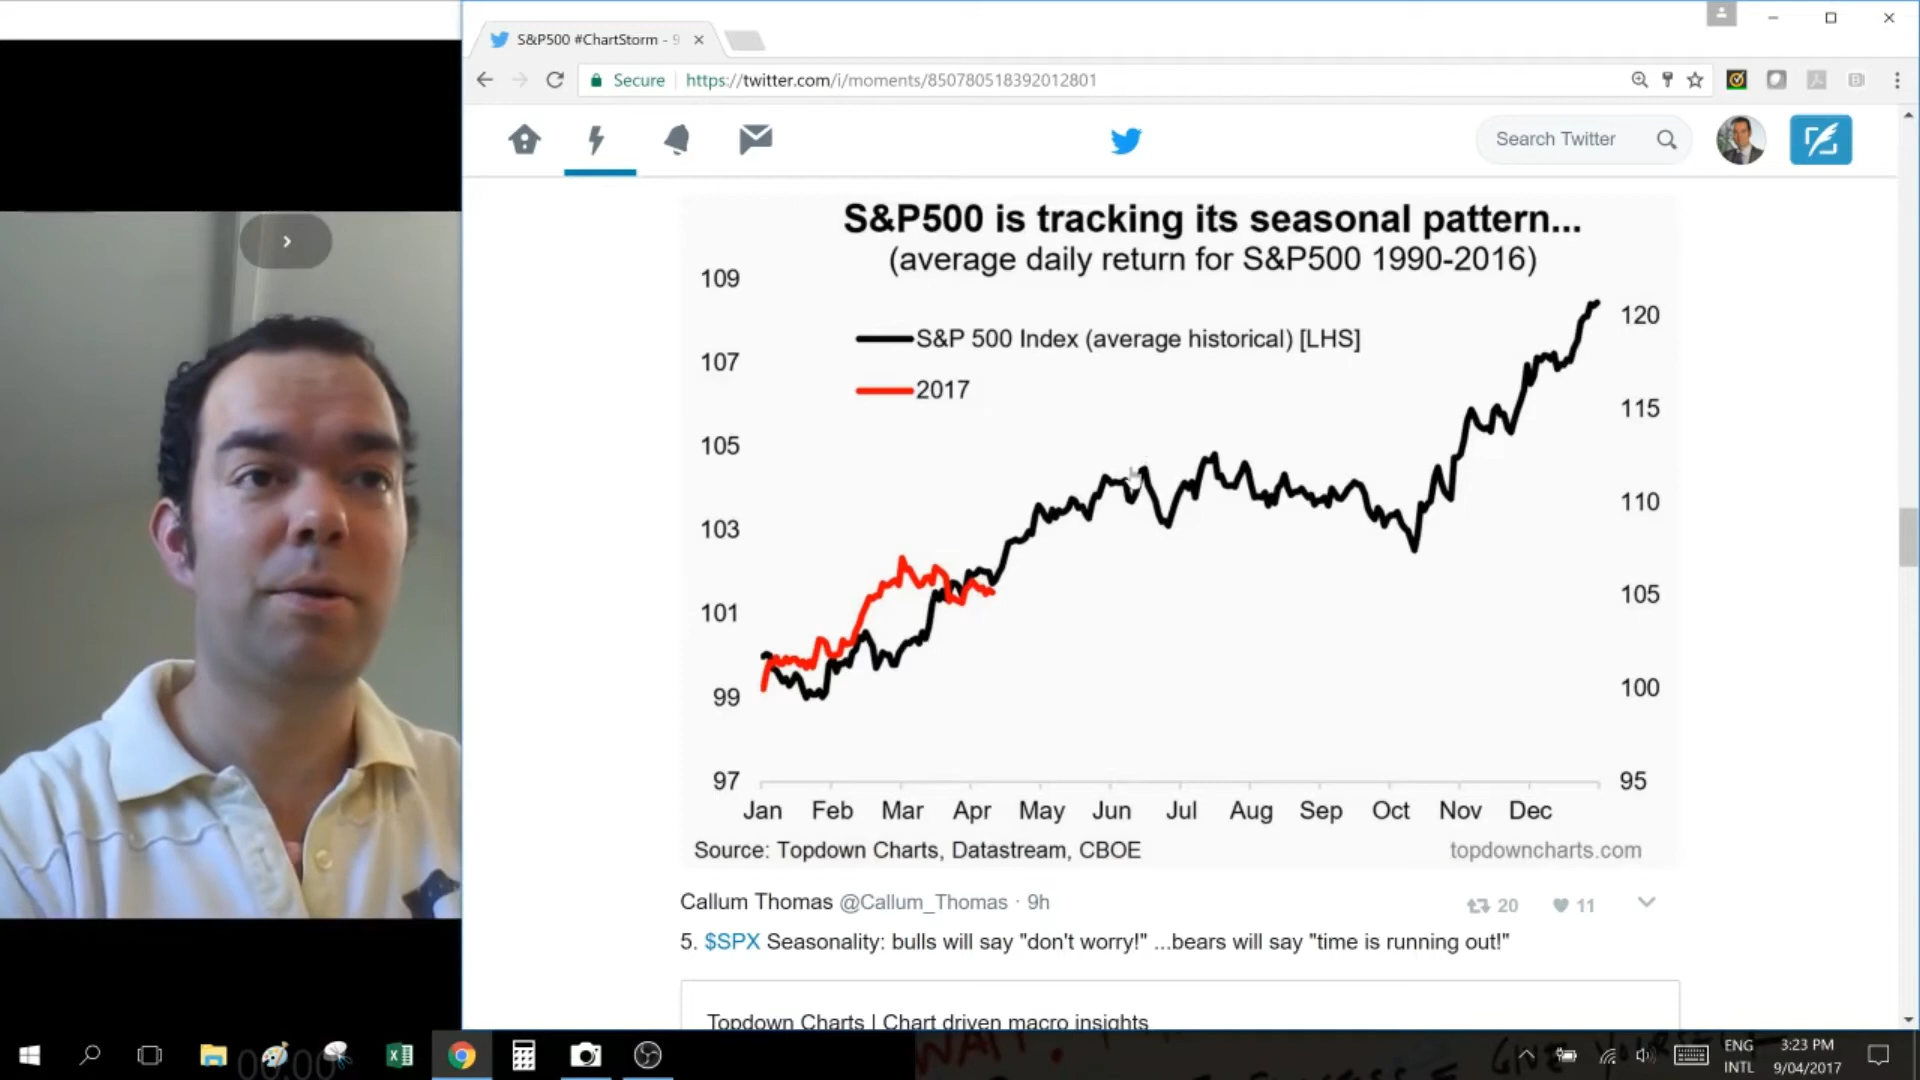 S&P500 #ChartStorm - 9
Secure
https://twitter.com/i/moments/850780518392012801
Search Twitter
S&P500 is tracking its seasonal pattern...
(average daily return for S&P500 1990-2016)
109
107
105
103
101
99
97
S&P 500 Index (average historical) [LHS]
2017
120
115
110
105
100
95
Jan Feb Mar Apr May Jun Jul Aug Sep Oct Nov Dec
Source: Topdown Charts, Datastream, CBOE
topdowncharts.com
Callum Thomas @Callum_Thomas · 9h
20
11
5. $SPX Seasonality: bulls will say "don't worry!" ...bears will say "time is running out!"
Topdown Charts | Chart driven macro insights
ENG
INTL
3:23 PM
9/04/2017